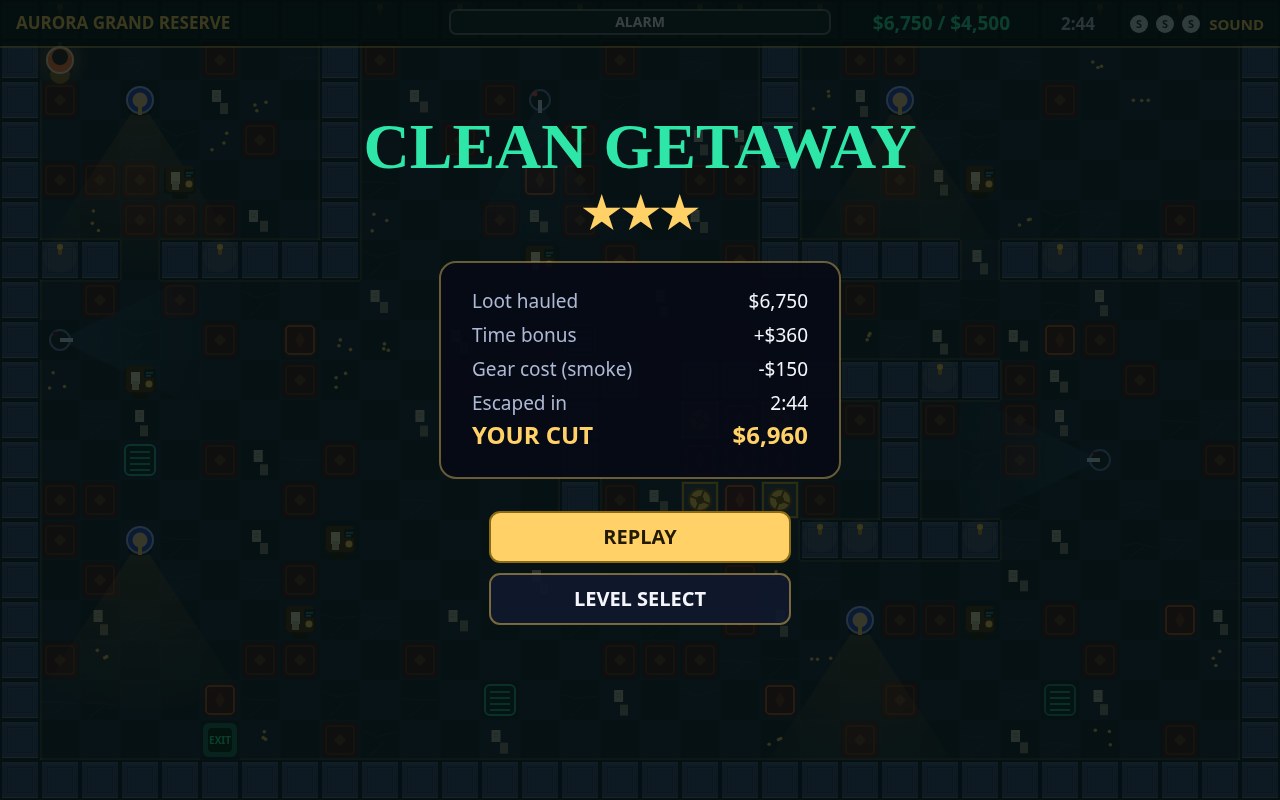 AURORA GRAND RESERVE
ALARM
$6,750 / $4,500
2:44
S S S
SOUND
CLEAN GETAWAY
★★★
Loot hauled $6,750
Time bonus +$360
Gear cost (smoke) -$150
Escaped in 2:44
YOUR CUT $6,960
REPLAY
LEVEL SELECT
EXIT